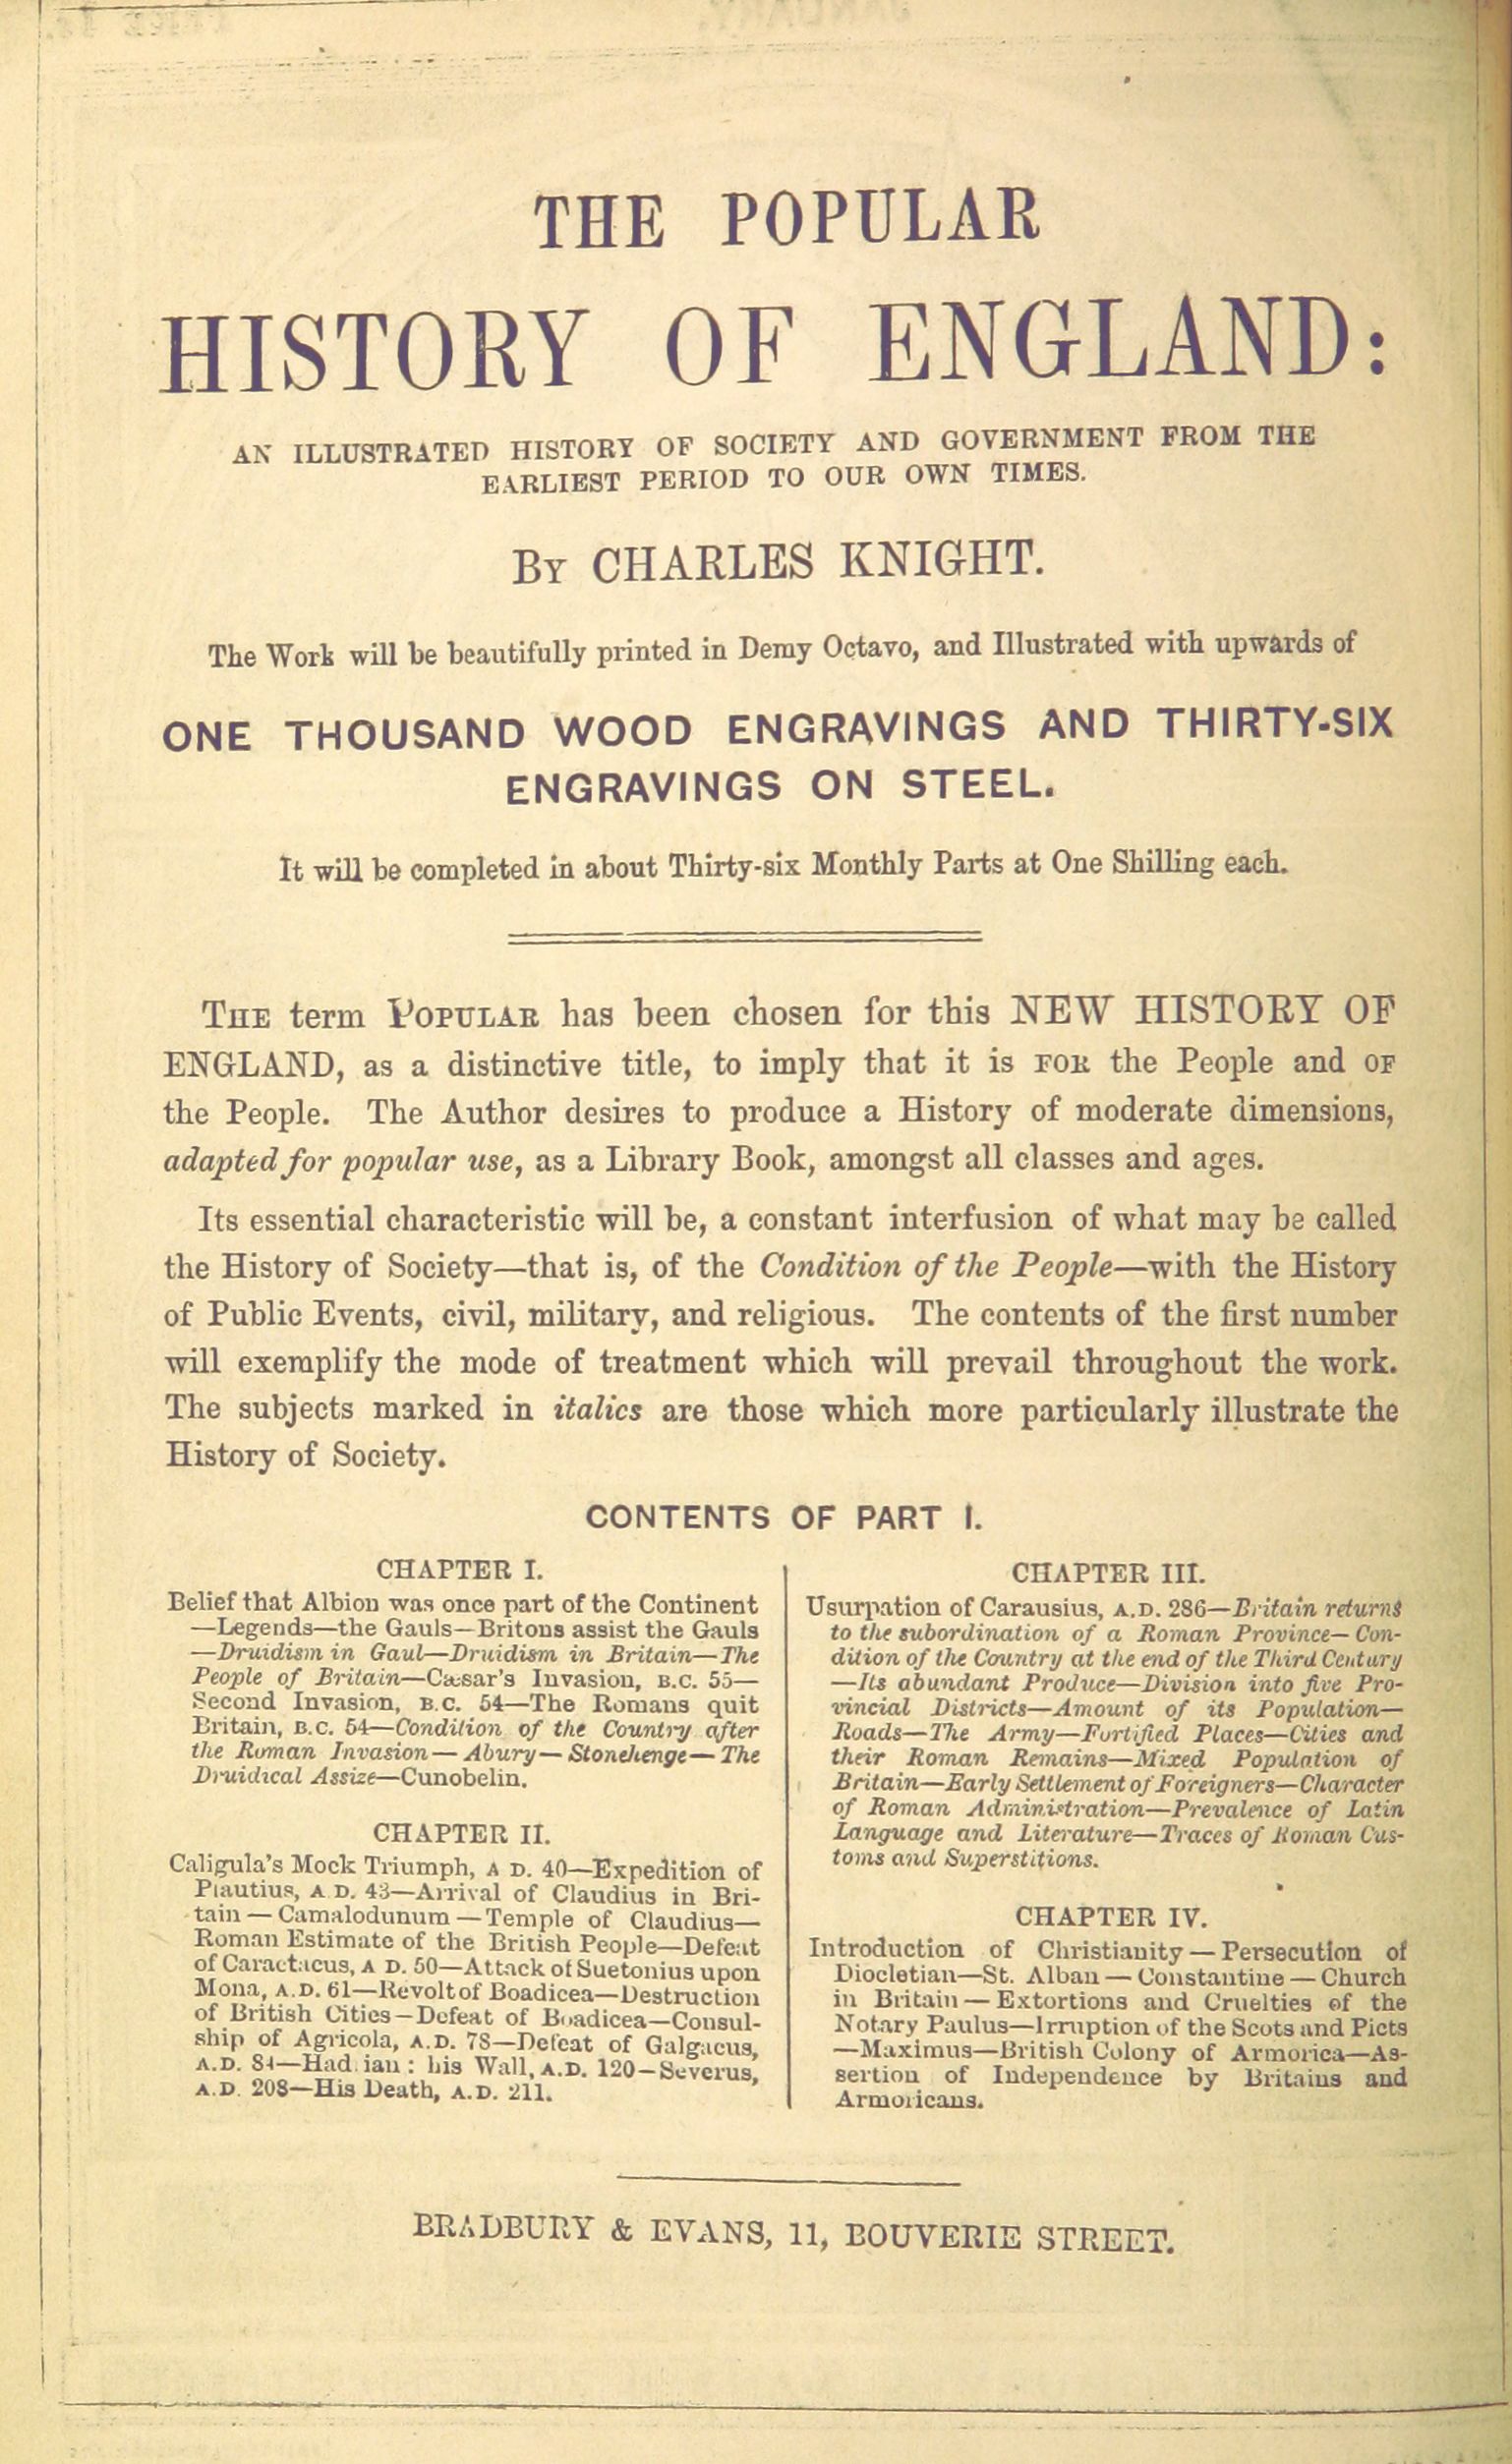 THE POPULAR
HISTORY OF ENGLAND:
AN ILLUSTRATED HISTORY OF SOCIETY AND GOVERNMENT FROM THE
EARLIEST PERIOD TO OUR OWN TIMES.
BY CHARLES KNIGHT.
The Work will be beautifully printed in Demy Octavo, and Illustrated with upwards of
ONE THOUSAND WOOD ENGRAVINGS AND THIRTY-SIX
ENGRAVINGS ON STEEL.
It will be completed in about Thirty-six Monthly Parts at One Shilling each.
THE term POPULAR has been chosen for this NEW HISTORY OF
ENGLAND, as a distinctive title, to imply that it is FOR the People and OF
the People. The Author desires to produce a History of moderate dimensions,
adapted for popular use, as a Library Book, amongst all classes and ages.
Its essential characteristic will be, a constant interfusion of what may be called
the History of Society—that is, of the Condition of the People—with the History
of Public Events, civil, military, and religious. The contents of the first number
will exemplify the mode of treatment which will prevail throughout the work.
The subjects marked in italics are those which more particularly illustrate the
History of Society.
CONTENTS OF PART I.
CHAPTER I.
Belief that Albion was once part of the Continent
—Legends—the Gauls—Britons assist the Gauls
—Druidism in Gaul—Druidism in Britain—The
People of Britain—Cæsar's Invasion, B.C. 55—
Second Invasion, B.C. 54—The Romans quit
Britain, B.C. 54—Condition of the Country after
the Roman Invasion—Abury—Stonehenge—The
Druidical Assize—Cunobelin.
CHAPTER II.
Caligula's Mock Triumph, A.D. 40—Expedition of
Plautius, A.D. 43—Arrival of Claudius in Bri-
tain—Camalodunum—Temple of Claudius—
Roman Estimate of the British People—Defeat
of Caractacus, A.D. 50—Attack of Suetonius upon
Mona, A.D. 61—Revolt of Boadicea—Destruction
of British Cities—Defeat of Boadicea—Consul-
ship of Agricola, A.D. 78—Defeat of Galgacus,
A.D. 84—Hadrian: his Wall, A.D. 120—Severus,
A.D. 208—His Death, A.D. 211.
CHAPTER III.
Usurpation of Carausius, A.D. 286—Britain returns
to the subordination of a Roman Province—Con-
dition of the Country at the end of the Third Century
—Its abundant Produce—Division into five Pro-
vincial Districts—Amount of its Population—
Roads—The Army—Fortified Places—Cities and
their Roman Remains—Mixed Population of
Britain—Early Settlement of Foreigners—Character
of Roman Administration—Prevalence of Latin
Language and Literature—Traces of Roman Cus-
toms and Superstitions.
CHAPTER IV.
Introduction of Christianity—Persecution of
Diocletian—St. Alban—Constantine—Church
in Britain—Extortions and Cruelties of the
Notary Paulus—Irruption of the Scots and Picts
—Maximus—British Colony of Armorica—As-
sertion of Independence by Britains and
Armoricans.
BRADBURY & EVANS, 11, BOUVERIE STREET.